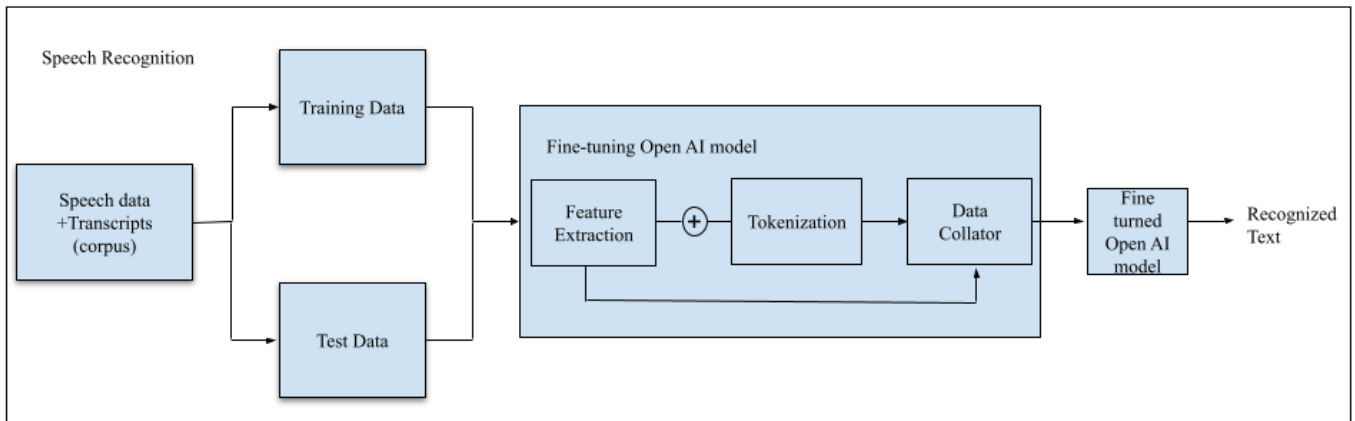 Speech Recognition
Training Data
Speech data
+Transcripts
(corpus)
Test Data
Fine-tuning Open AI model
Feature
Extraction
Tokenization
Data
Collator
Fine
turned
Open AI
model
Recognized
Text